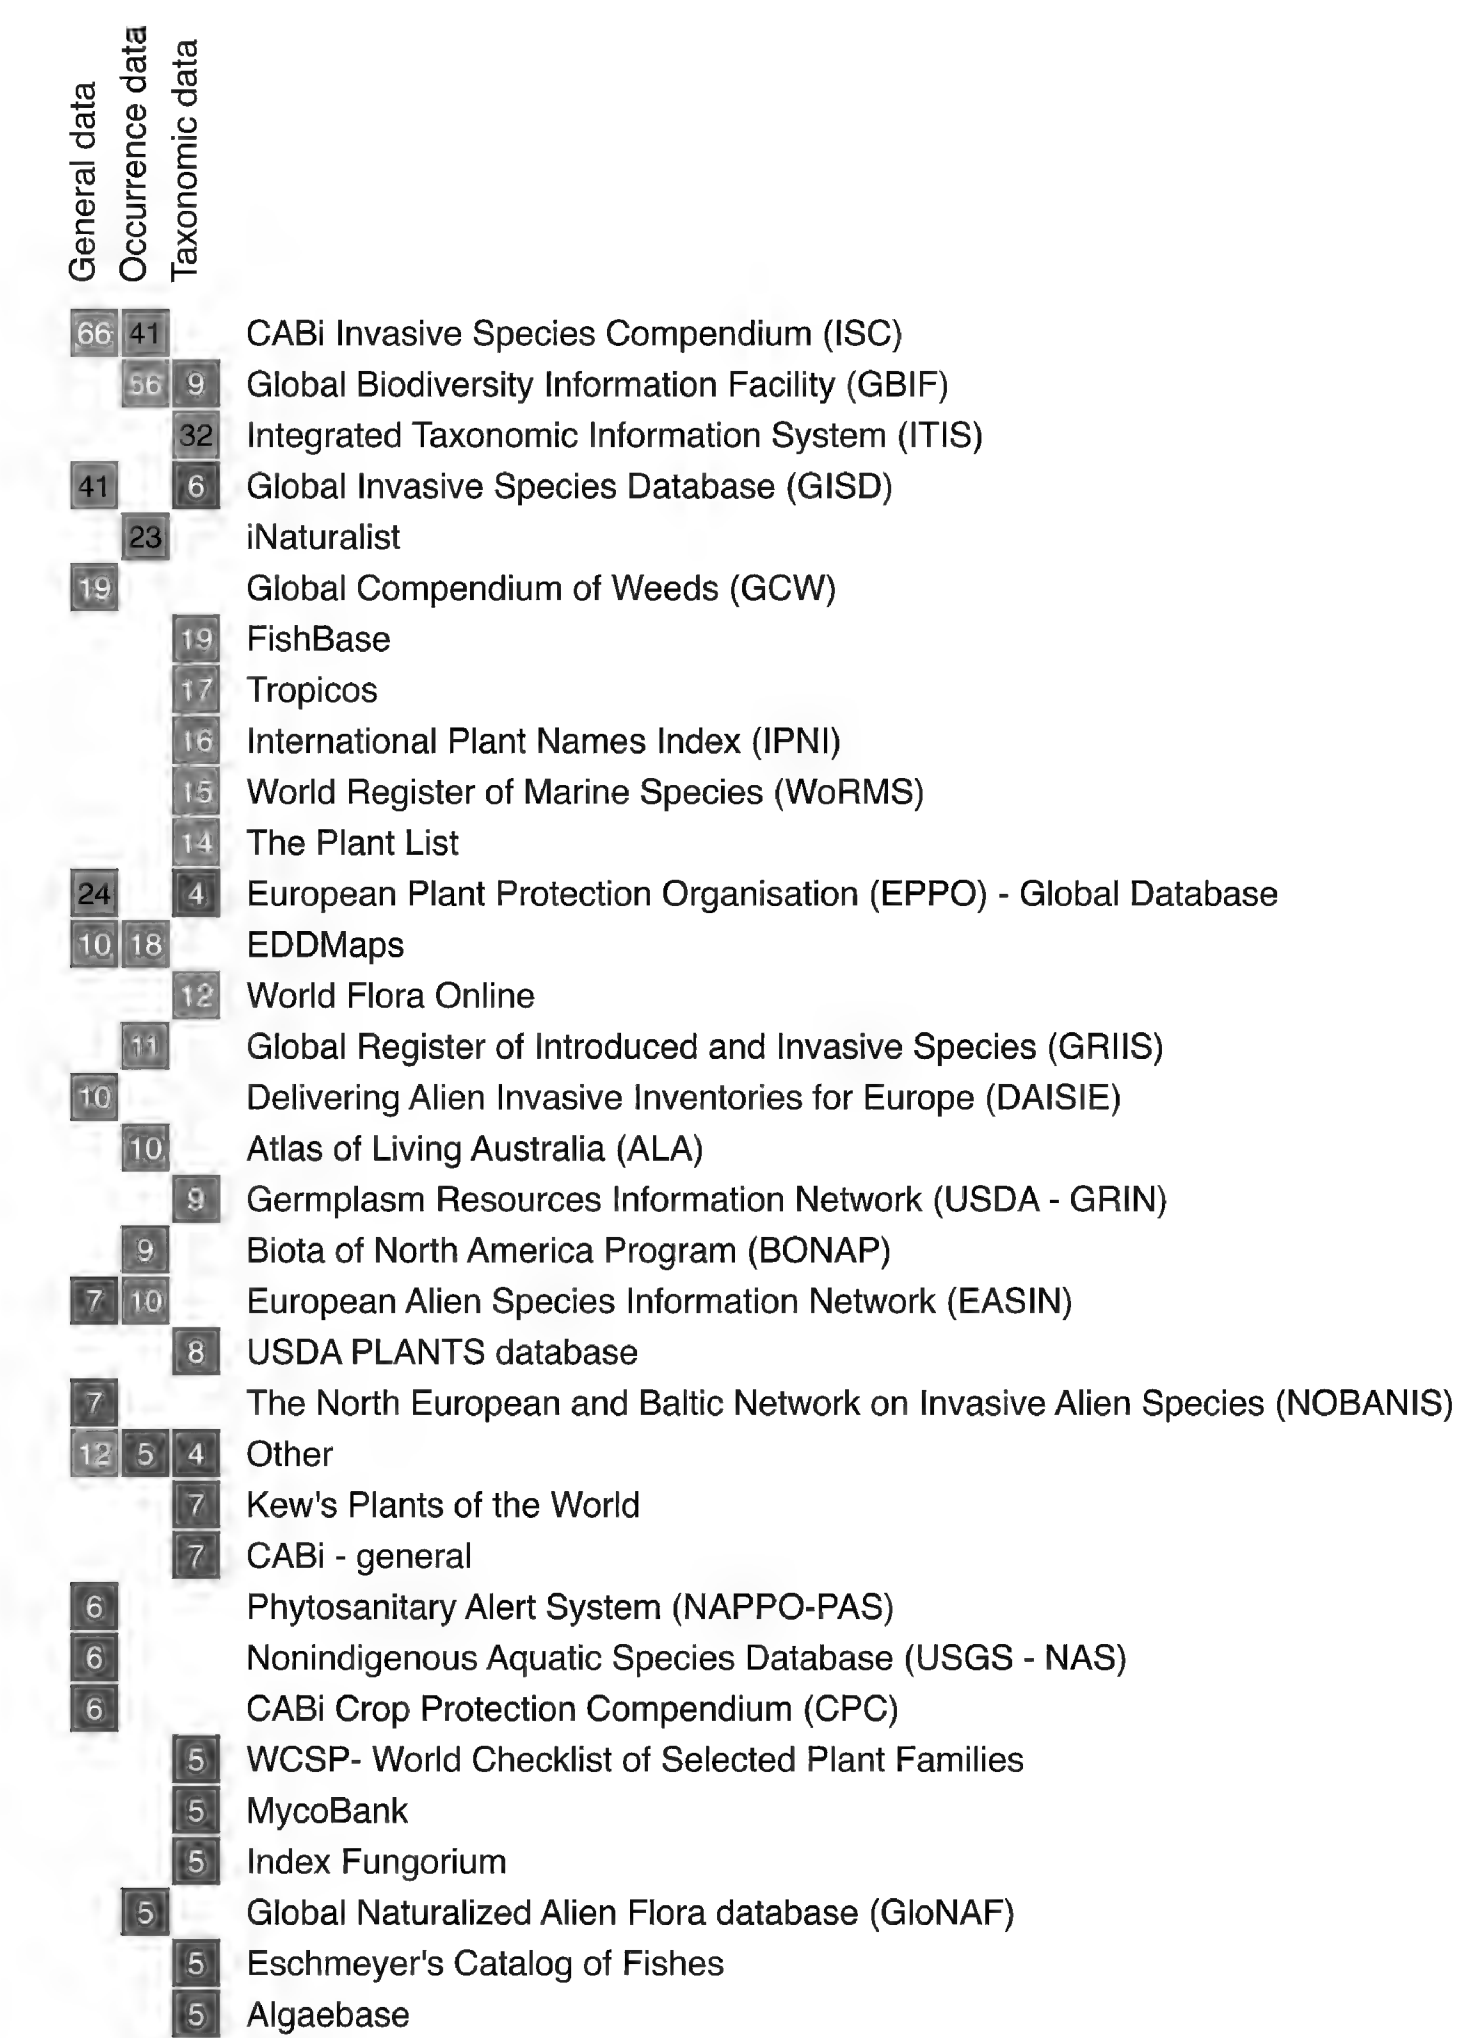 General data
Occurrence data
Taxonomic data
66 41 CABi Invasive Species Compendium (ISC)
56 9 Global Biodiversity Information Facility (GBIF)
32 Integrated Taxonomic Information System (ITIS)
41 6 Global Invasive Species Database (GISD)
23 iNaturalist
19 Global Compendium of Weeds (GCW)
19 FishBase
17 Tropicos
16 International Plant Names Index (IPNI)
15 World Register of Marine Species (WoRMS)
14 The Plant List
24 4 European Plant Protection Organisation (EPPO) - Global Database
10 18 EDDMaps
12 World Flora Online
11 Global Register of Introduced and Invasive Species (GRIIS)
10 Delivering Alien Invasive Inventories for Europe (DAISIE)
10 Atlas of Living Australia (ALA)
9 Germplasm Resources Information Network (USDA - GRIN)
9 Biota of North America Program (BONAP)
7 10 European Alien Species Information Network (EASIN)
8 USDA PLANTS database
7 The North European and Baltic Network on Invasive Alien Species (NOBANIS)
12 5 4 Other
7 Kew's Plants of the World
7 CABi - general
6 Phytosanitary Alert System (NAPPO-PAS)
6 Nonindigenous Aquatic Species Database (USGS - NAS)
6 CABi Crop Protection Compendium (CPC)
5 WCSP- World Checklist of Selected Plant Families
5 MycoBank
5 Index Fungorium
5 Global Naturalized Alien Flora database (GloNAF)
5 Eschmeyer's Catalog of Fishes
5 Algaebase